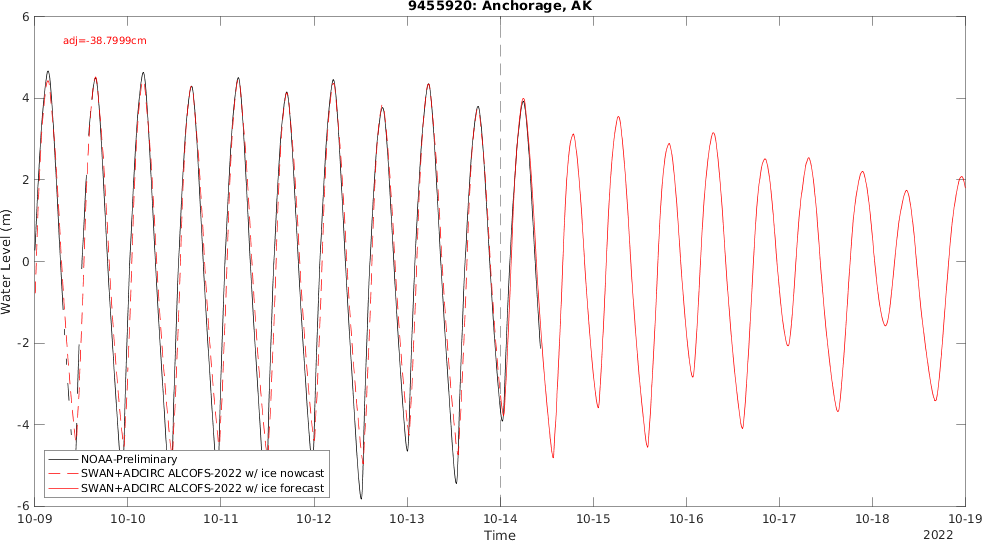 9455920: Anchorage, AK
adj=-38.7999cm
6
4
2
0
-2
-4
-6
Water Level (m)
NOAA-Preliminary
SWAN+ADCIRC ALCOFS-2022 w/ ice nowcast
SWAN+ADCIRC ALCOFS-2022 w/ ice forecast
10-09 10-10 10-11 10-12 10-13 10-14 10-15 10-16 10-17 10-18 10-19
Time
2022